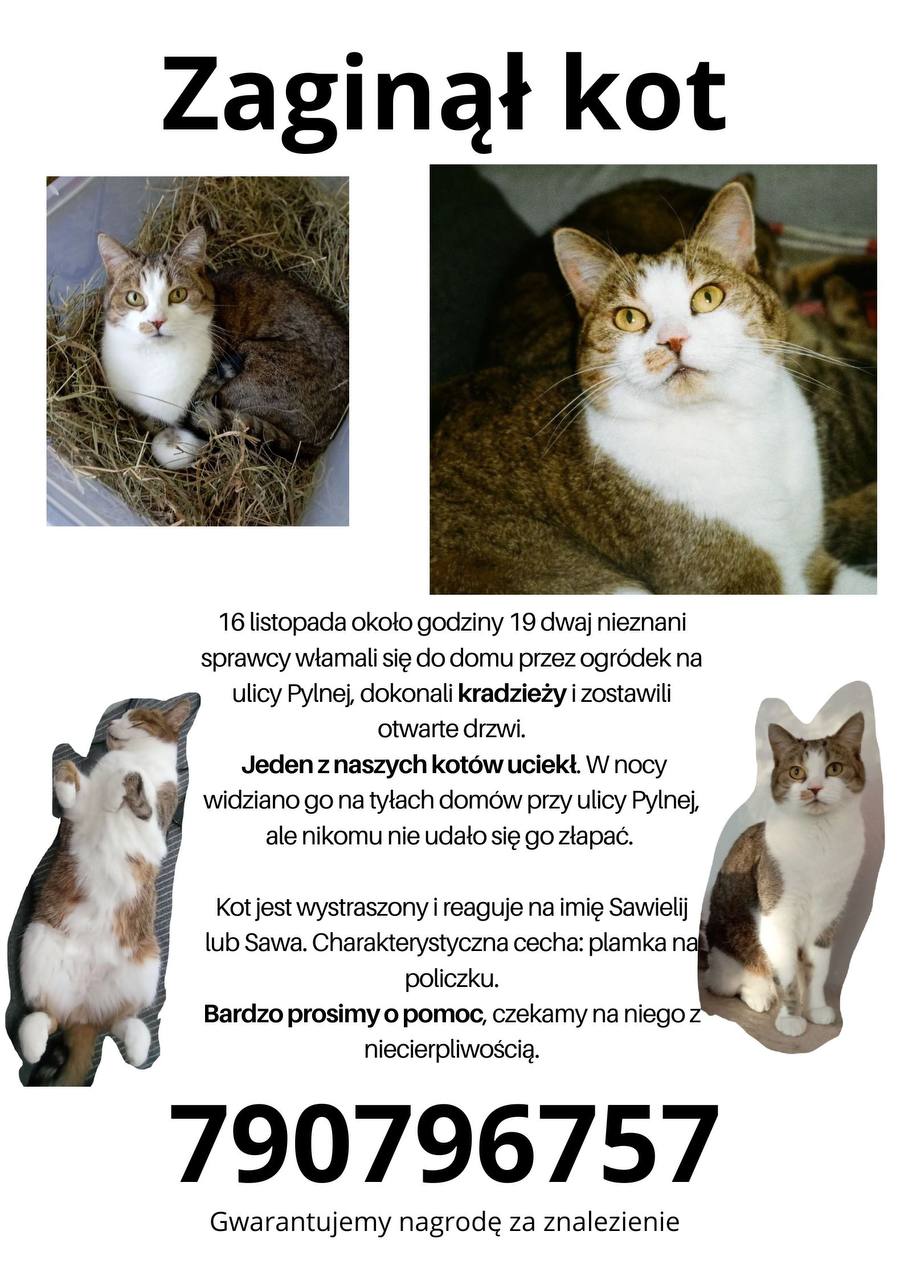 Zaginął kot
16 listopada około godziny 19 dwaj nieznani
sprawcy włamali się do domu przez ogródek na
ulicy Pylnej, dokonali kradzieży i zostawili
otwarte drzwi.
Jeden z naszych kotów uciekł. W nocy
widziano go na tyłach domów przy ulicy Pylnej,
ale nikomu nie udało się go złapać.
Kot jest wystraszony i reaguje na imię Sawielij
lub Sawa. Charakterystyczna cecha: plamka na
policzku.
Bardzo prosimy o pomoc, czekamy na niego z
niecierpliwością.
790796757
Gwarantujemy nagrodę za znalezienie